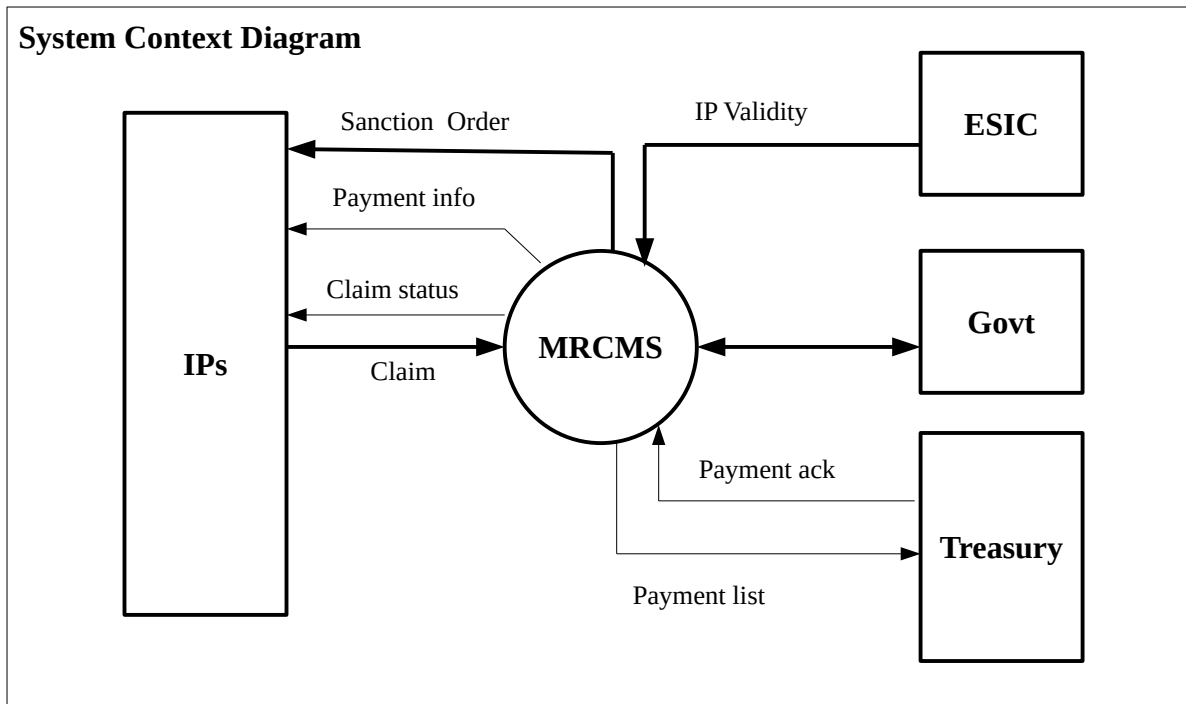 System Context Diagram
Sanction Order
IP Validity
ESIC
Payment info
Claim status
Govt
MRCMS
IPs
Claim
Payment ack
Treasury
Payment list